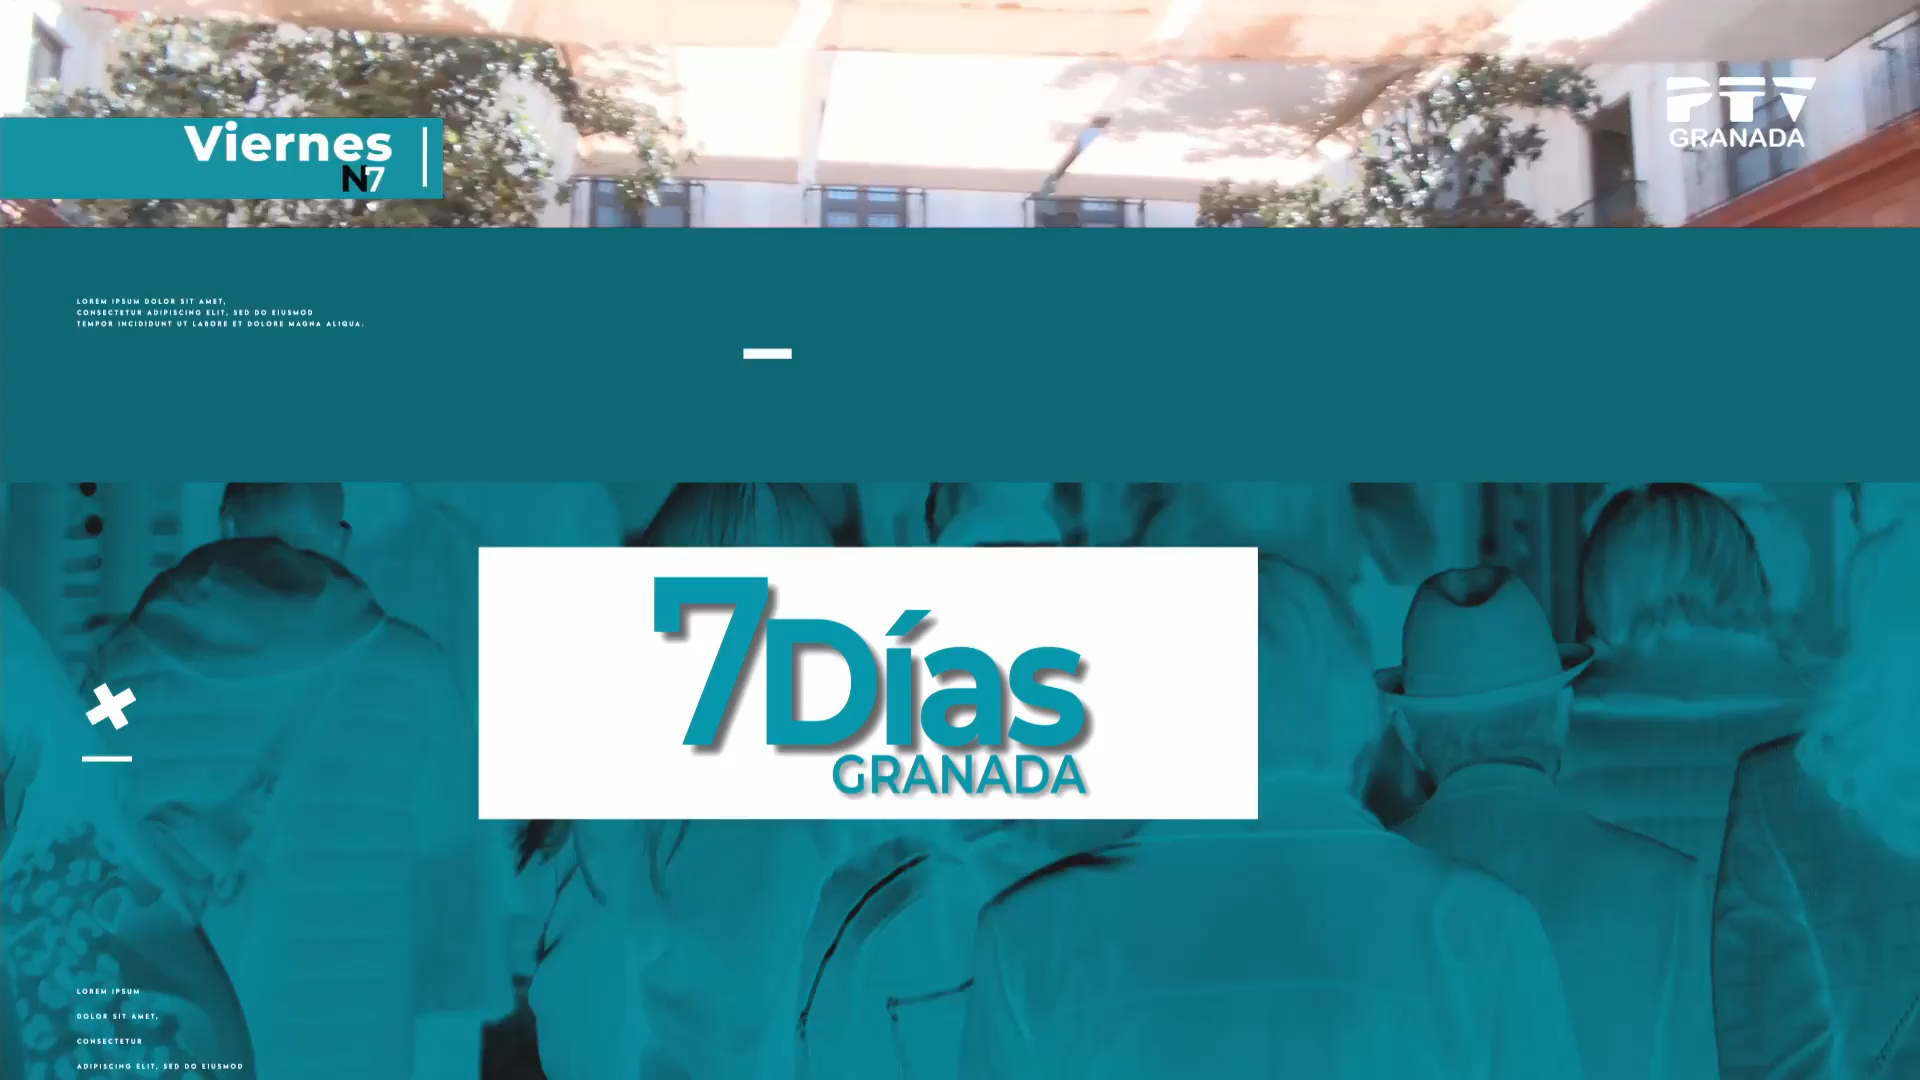 Viernes
N7
PTV
GRANADA
LOREM IPSUM DOLOR SIT AMET,
CONSECTETUR ADIPISCING ELIT, SED DO EIUSMOD
TEMPOR INCIDIDUNT UT LABORE ET DOLORE MAGNA ALIQUA.
7Días
GRANADA
LOREM IPSUM
DOLOR SIT AMET,
CONSECTETUR
ADIPISCING ELIT, SED DO EIUSMOD